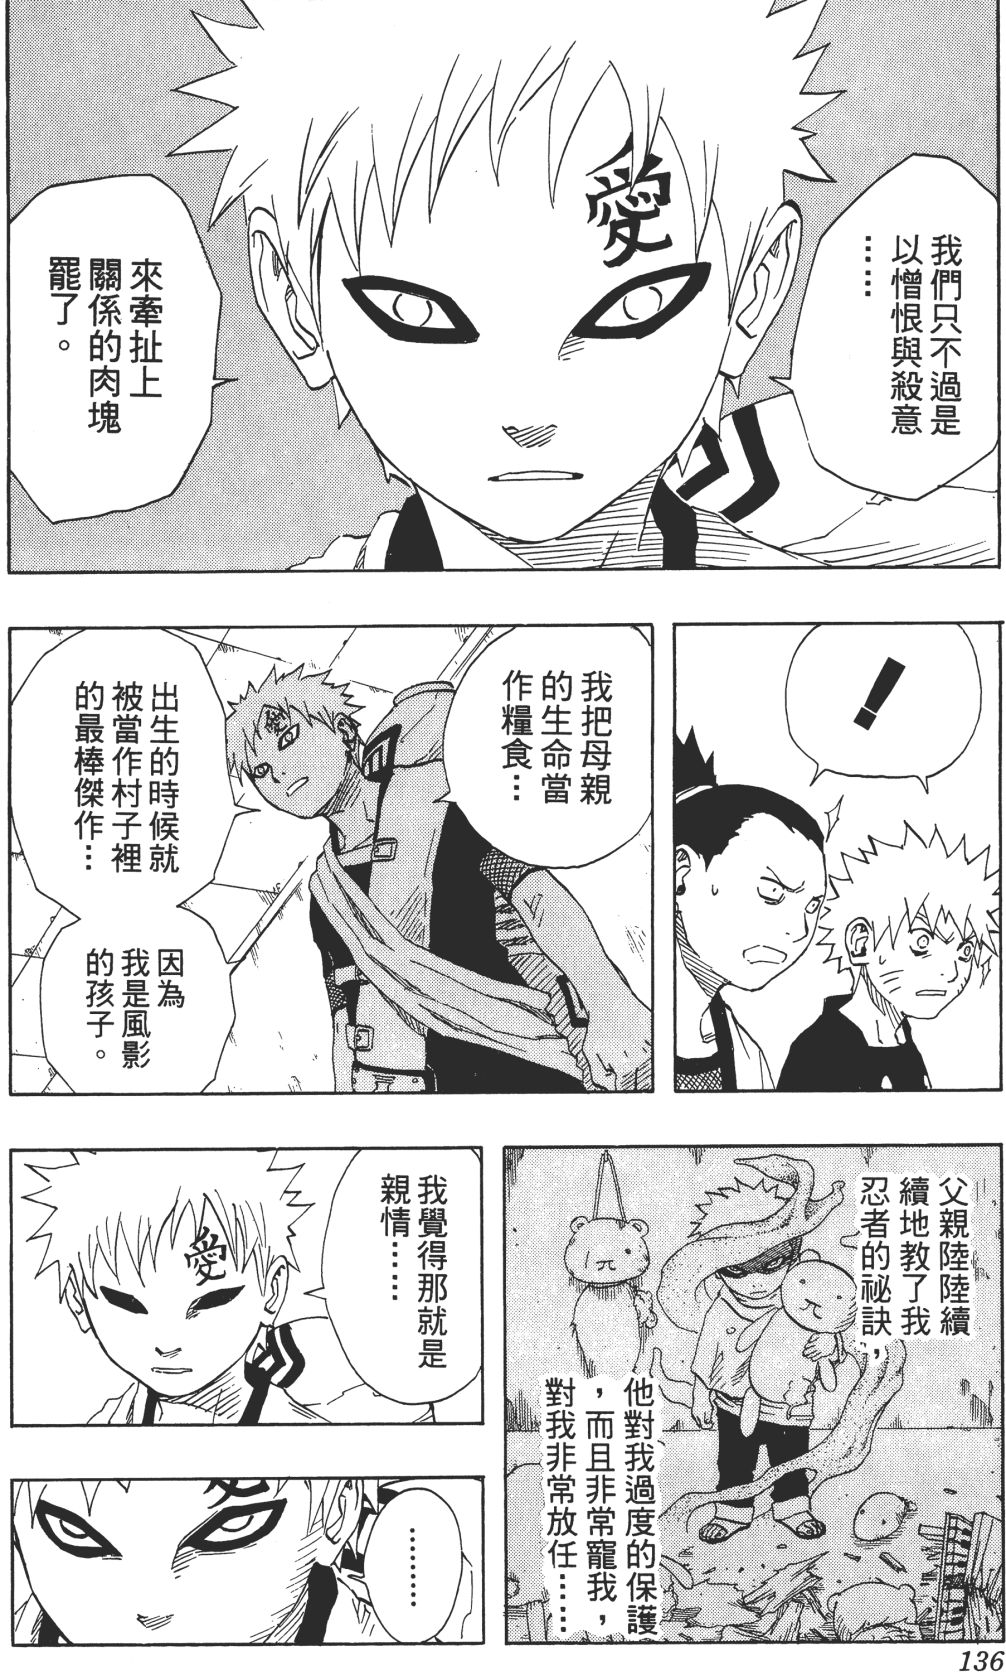 我們只不過是
以憎恨與殺意
……
來牽扯上
關係的肉塊
罷了。
愛
!
我把母親
的生命當
作糧食…
出生的時候就
被當作村子裡
的最棒傑作…
因為
我是風影
的孩子。
愛
父親陸陸續
續地教了我
忍者的祕訣，
他對我過度的保護
，而且非常寵我，
對我非常放任……
我覺得那就是
親情……
愛
………
136